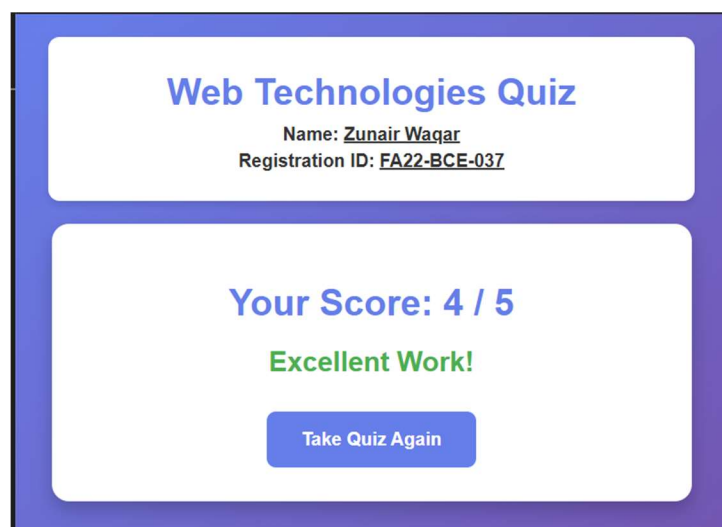 Web Technologies Quiz
Name: Zunair Waqar
Registration ID: FA22-BCE-037
Your Score: 4 / 5
Excellent Work!
Take Quiz Again